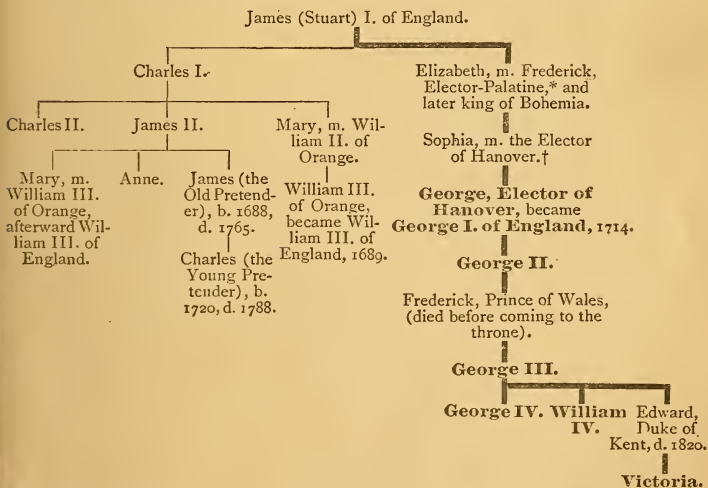 James (Stuart) I. of England.
Charles I.
Elizabeth, m. Frederick,
Elector-Palatine,* and
later king of Bohemia.
Charles II.
James II.
Mary, m. Wil-
liam II. of
Orange.
Sophia, m. the Elector
of Hanover.†
Mary, m.
William III.
of Orange,
afterward Wil-
liam III. of
England.
Anne.
James (the
Old Pretend-
er), b. 1688,
d. 1765.
Charles (the
Young Pre-
tender), b.
1720, d. 1788.
William III.
of Orange,
became Wil-
liam III. of
England, 1689.
George, Elector of
Hanover, became
George I. of England, 1714.
George II.
Frederick, Prince of Wales,
(died before coming to the
throne).
George III.
George IV.
William
IV.
Edward,
Duke of
Kent, d. 1820.
Victoria.